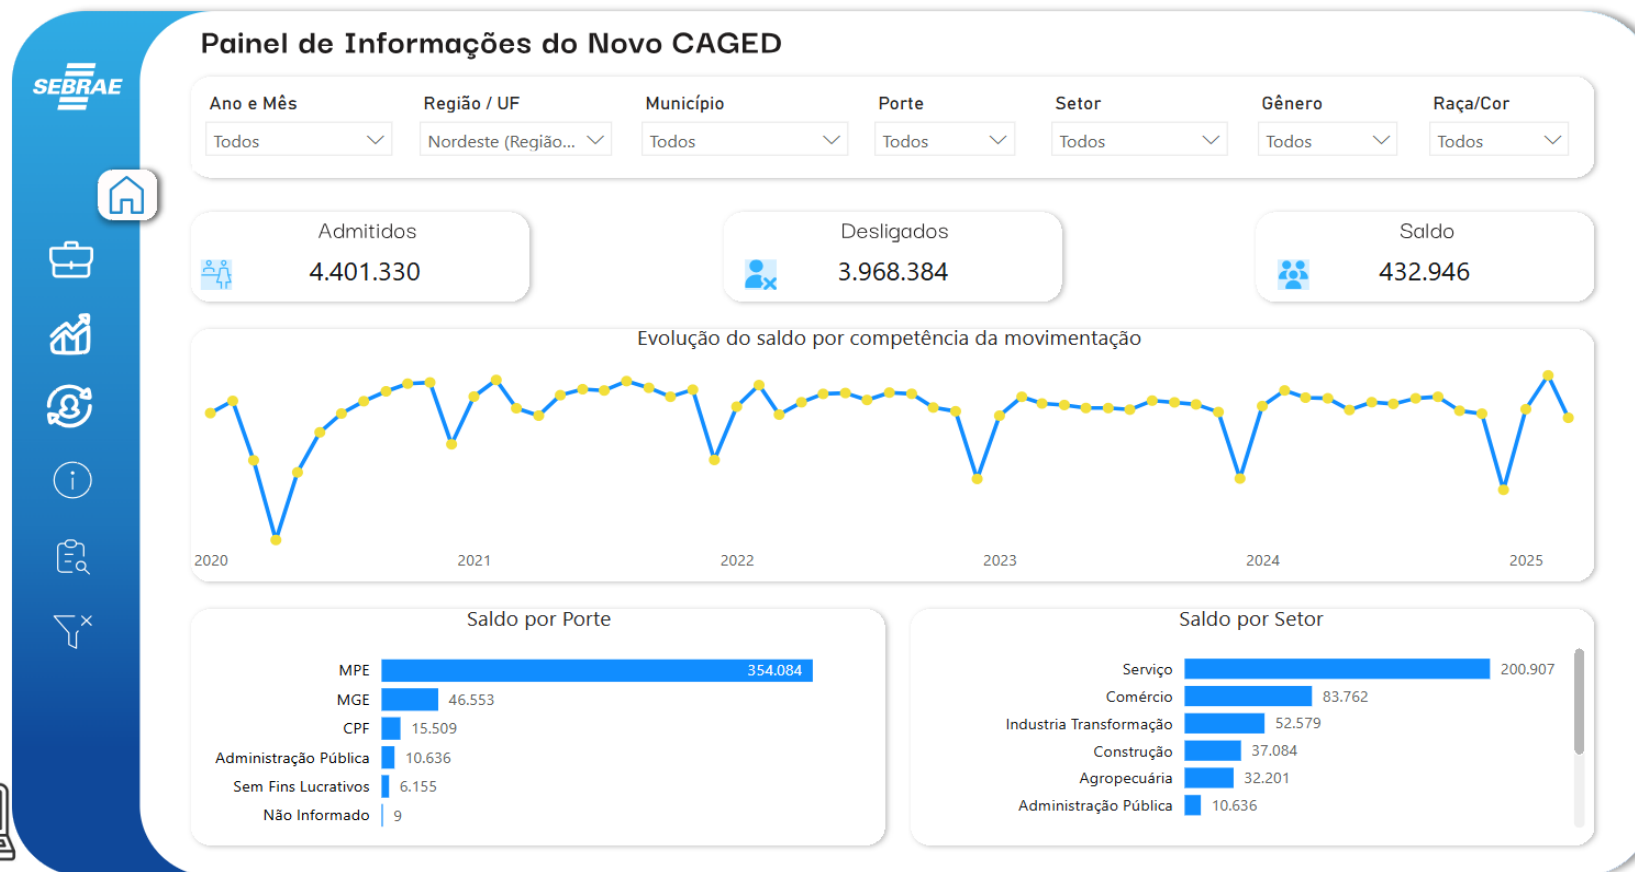 Painel de Informações do Novo CAGED
SEBRAE
Ano e Mês
Região / UF
Município
Porte
Setor
Gênero
Raça/Cor
Todos
Nordeste (Região...
Todos
Todos
Todos
Todos
Todos
Admitidos
4.401.330
Desligados
3.968.384
Saldo
432.946
Evolução do saldo por competência da movimentação
2020
2021
2022
2023
2024
2025
Saldo por Porte
MPE
354.084
MGE
46.553
CPF
15.509
Administração Pública
10.636
Sem Fins Lucrativos
6.155
Não Informado
9
Saldo por Setor
Serviço
200.907
Comércio
83.762
Industria Transformação
52.579
Construção
37.084
Agropecuária
32.201
Administração Pública
10.636